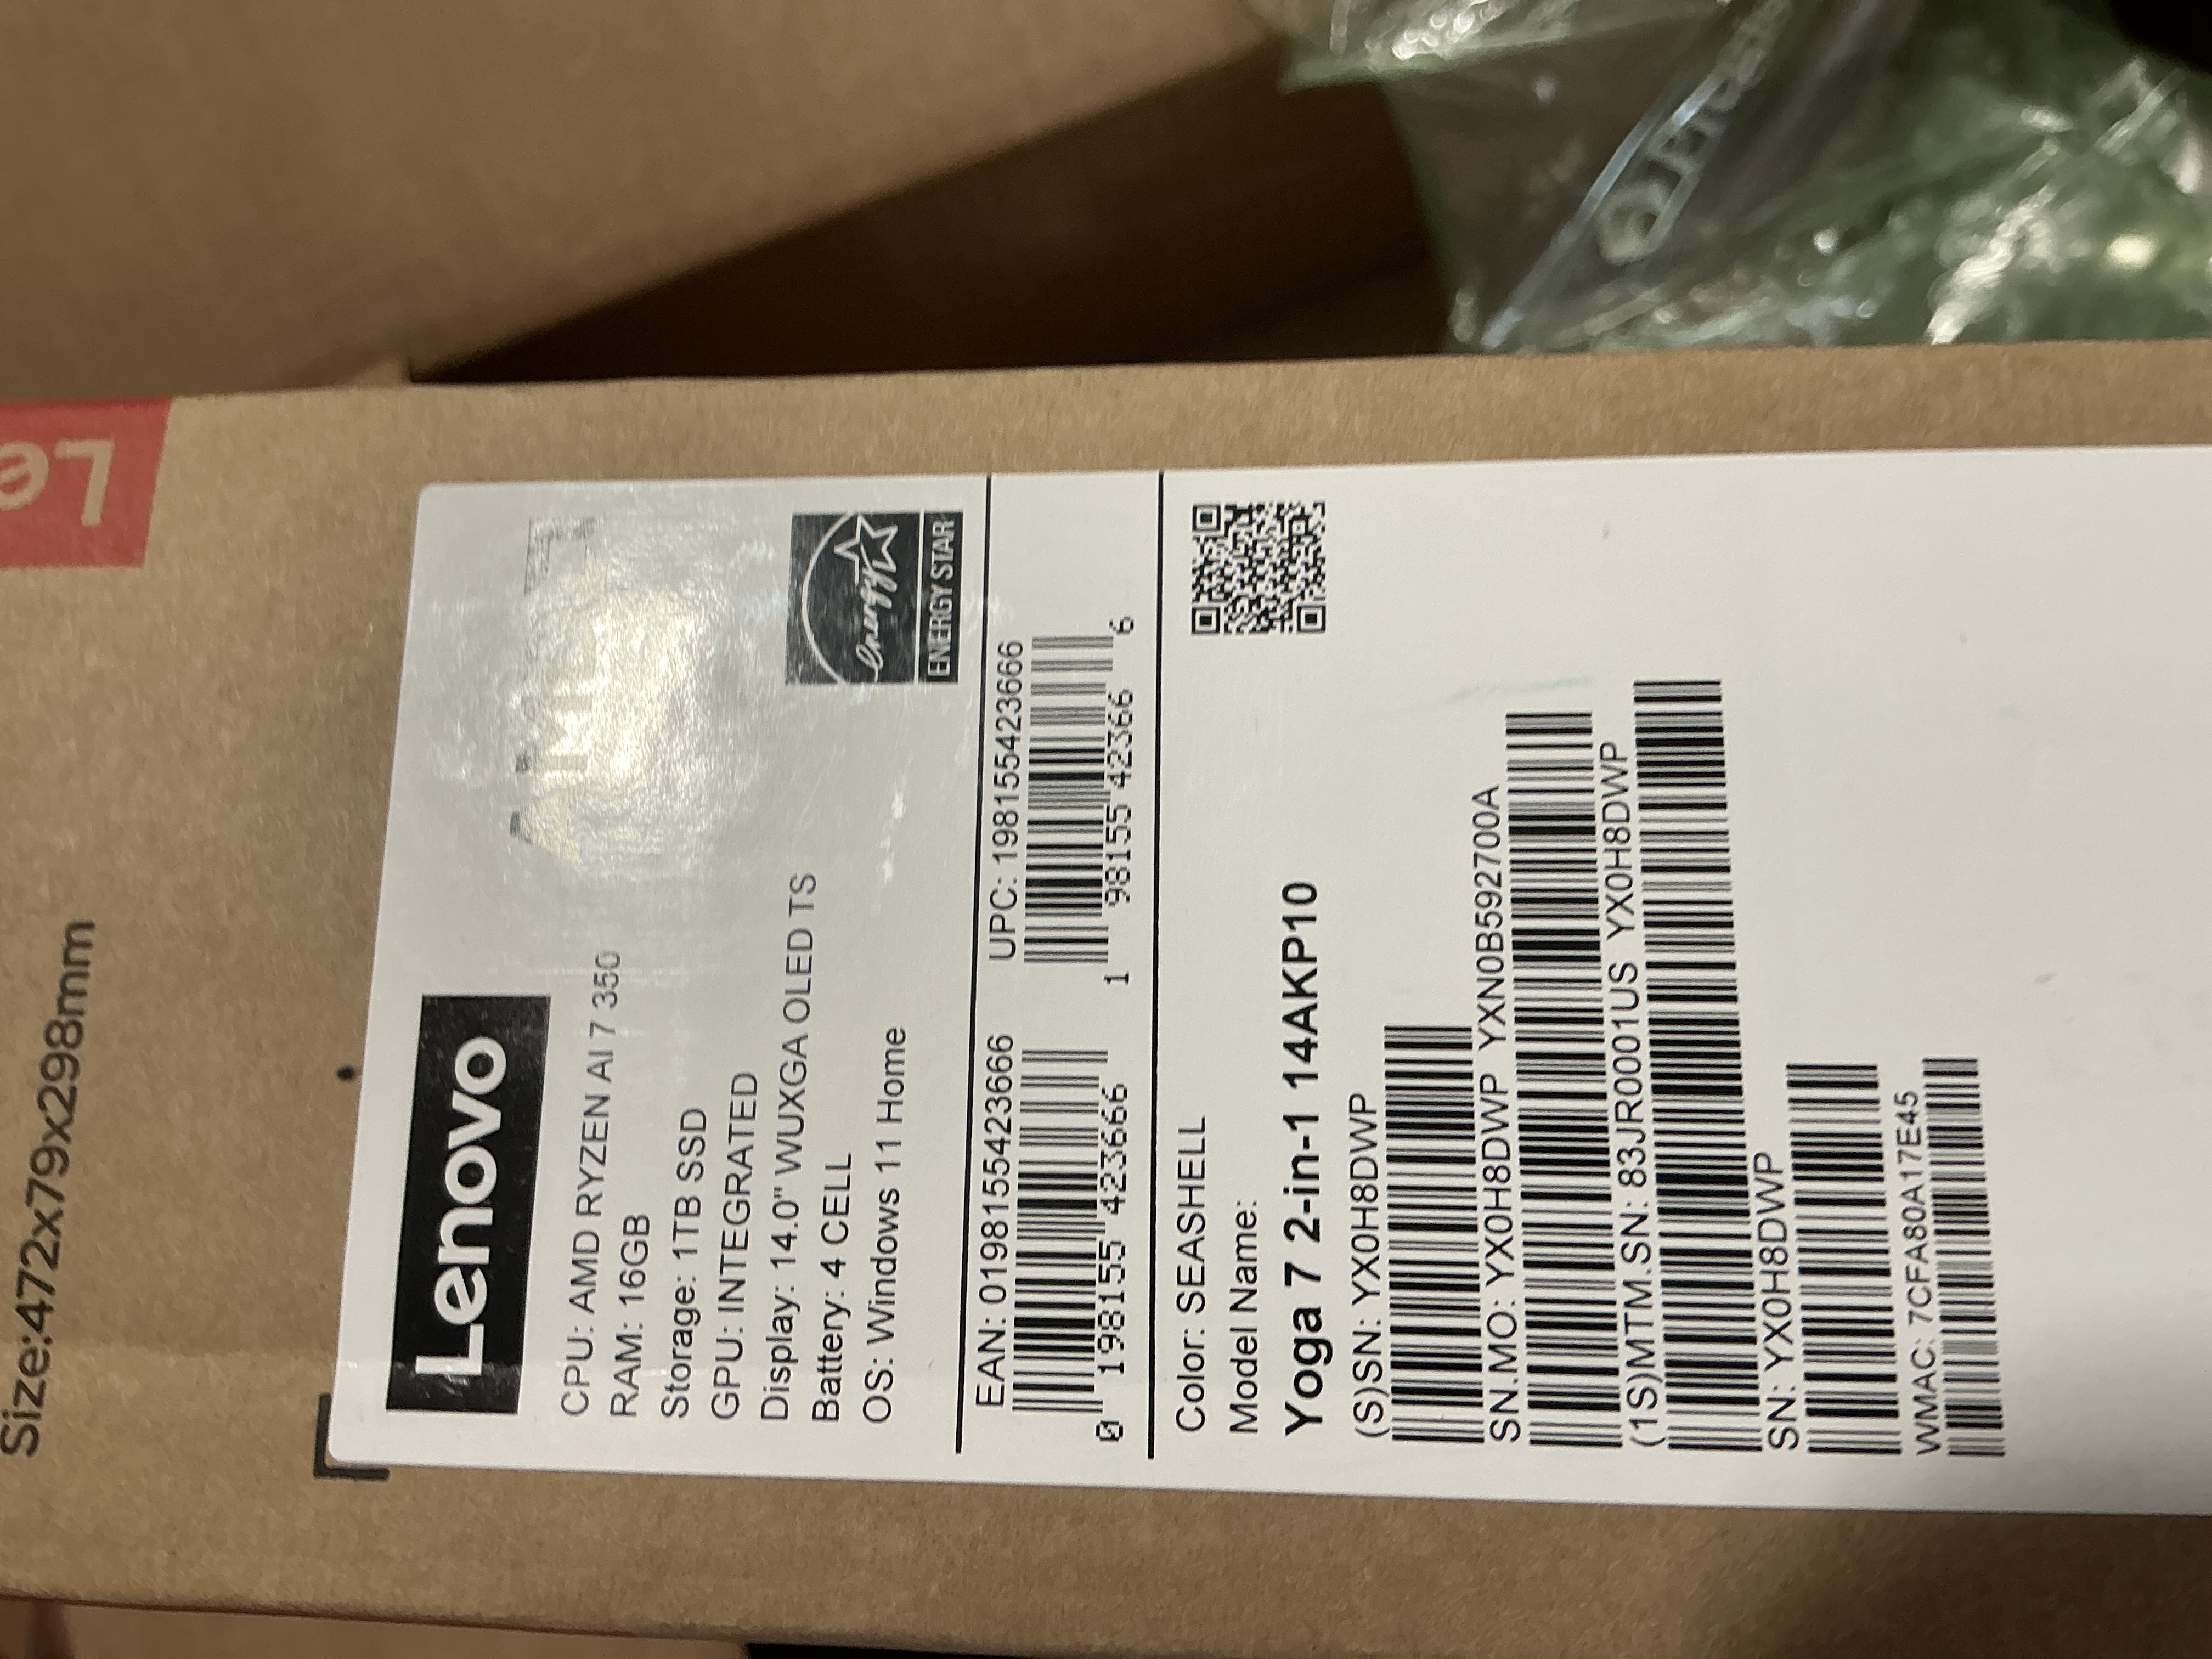 Le
Size:472x79x298mm
Lenovo
CPU: AMD RYZEN AI 7 350
RAM: 16GB
Storage: 1TB SSD
GPU: INTEGRATED
Display: 14.0" WUXGA OLED TS
Battery: 4 CELL
OS: Windows 11 Home
energy
ENERGY STAR
EAN: 0198155423666
0 198155 423666
UPC: 198155423666
1 98155 42366 6
Color: SEASHELL
Model Name:
Yoga 7 2-in-1 14AKP10
(S)SN: YX0H8DWP
SN.MO: YX0H8DWP YXN0B592700A
(1S)MTM.SN: 83JR0001US YX0H8DWP
SN: YX0H8DWP
WMAC: 7CFA80A17E45